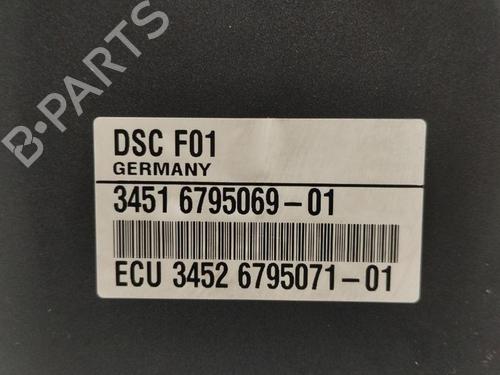 B-PARTS
DSC F01
GERMANY
3451 6795069-01
ECU 3452 6795071-01